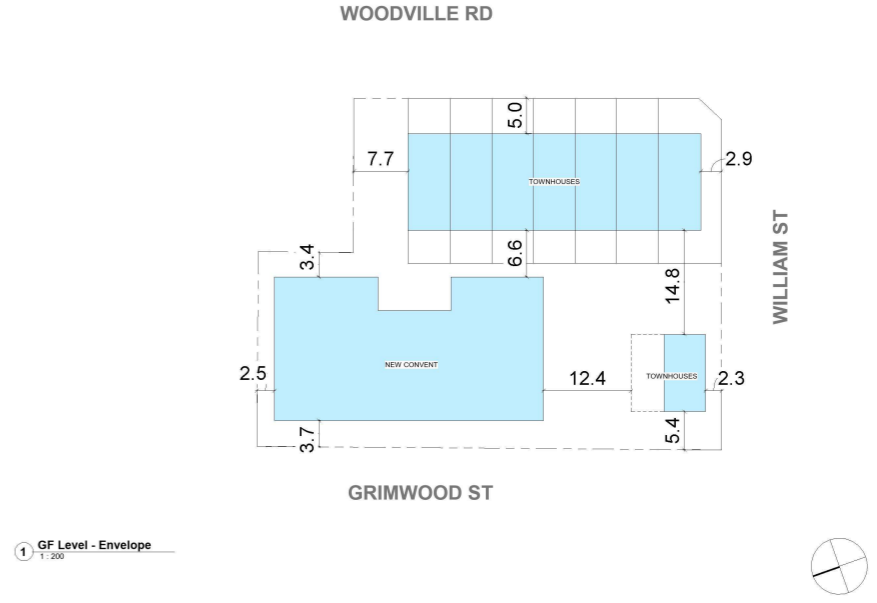 WOODVILLE RD
5.0
7.7
2.9
TOWNHOUSES
WILLIAM ST
3.4
6.6
14.8
NEW CONVENT
2.5
12.4
TOWNHOUSES
2.3
3.7
5.4
GRIMWOOD ST
1 GF Level - Envelope
1 : 200